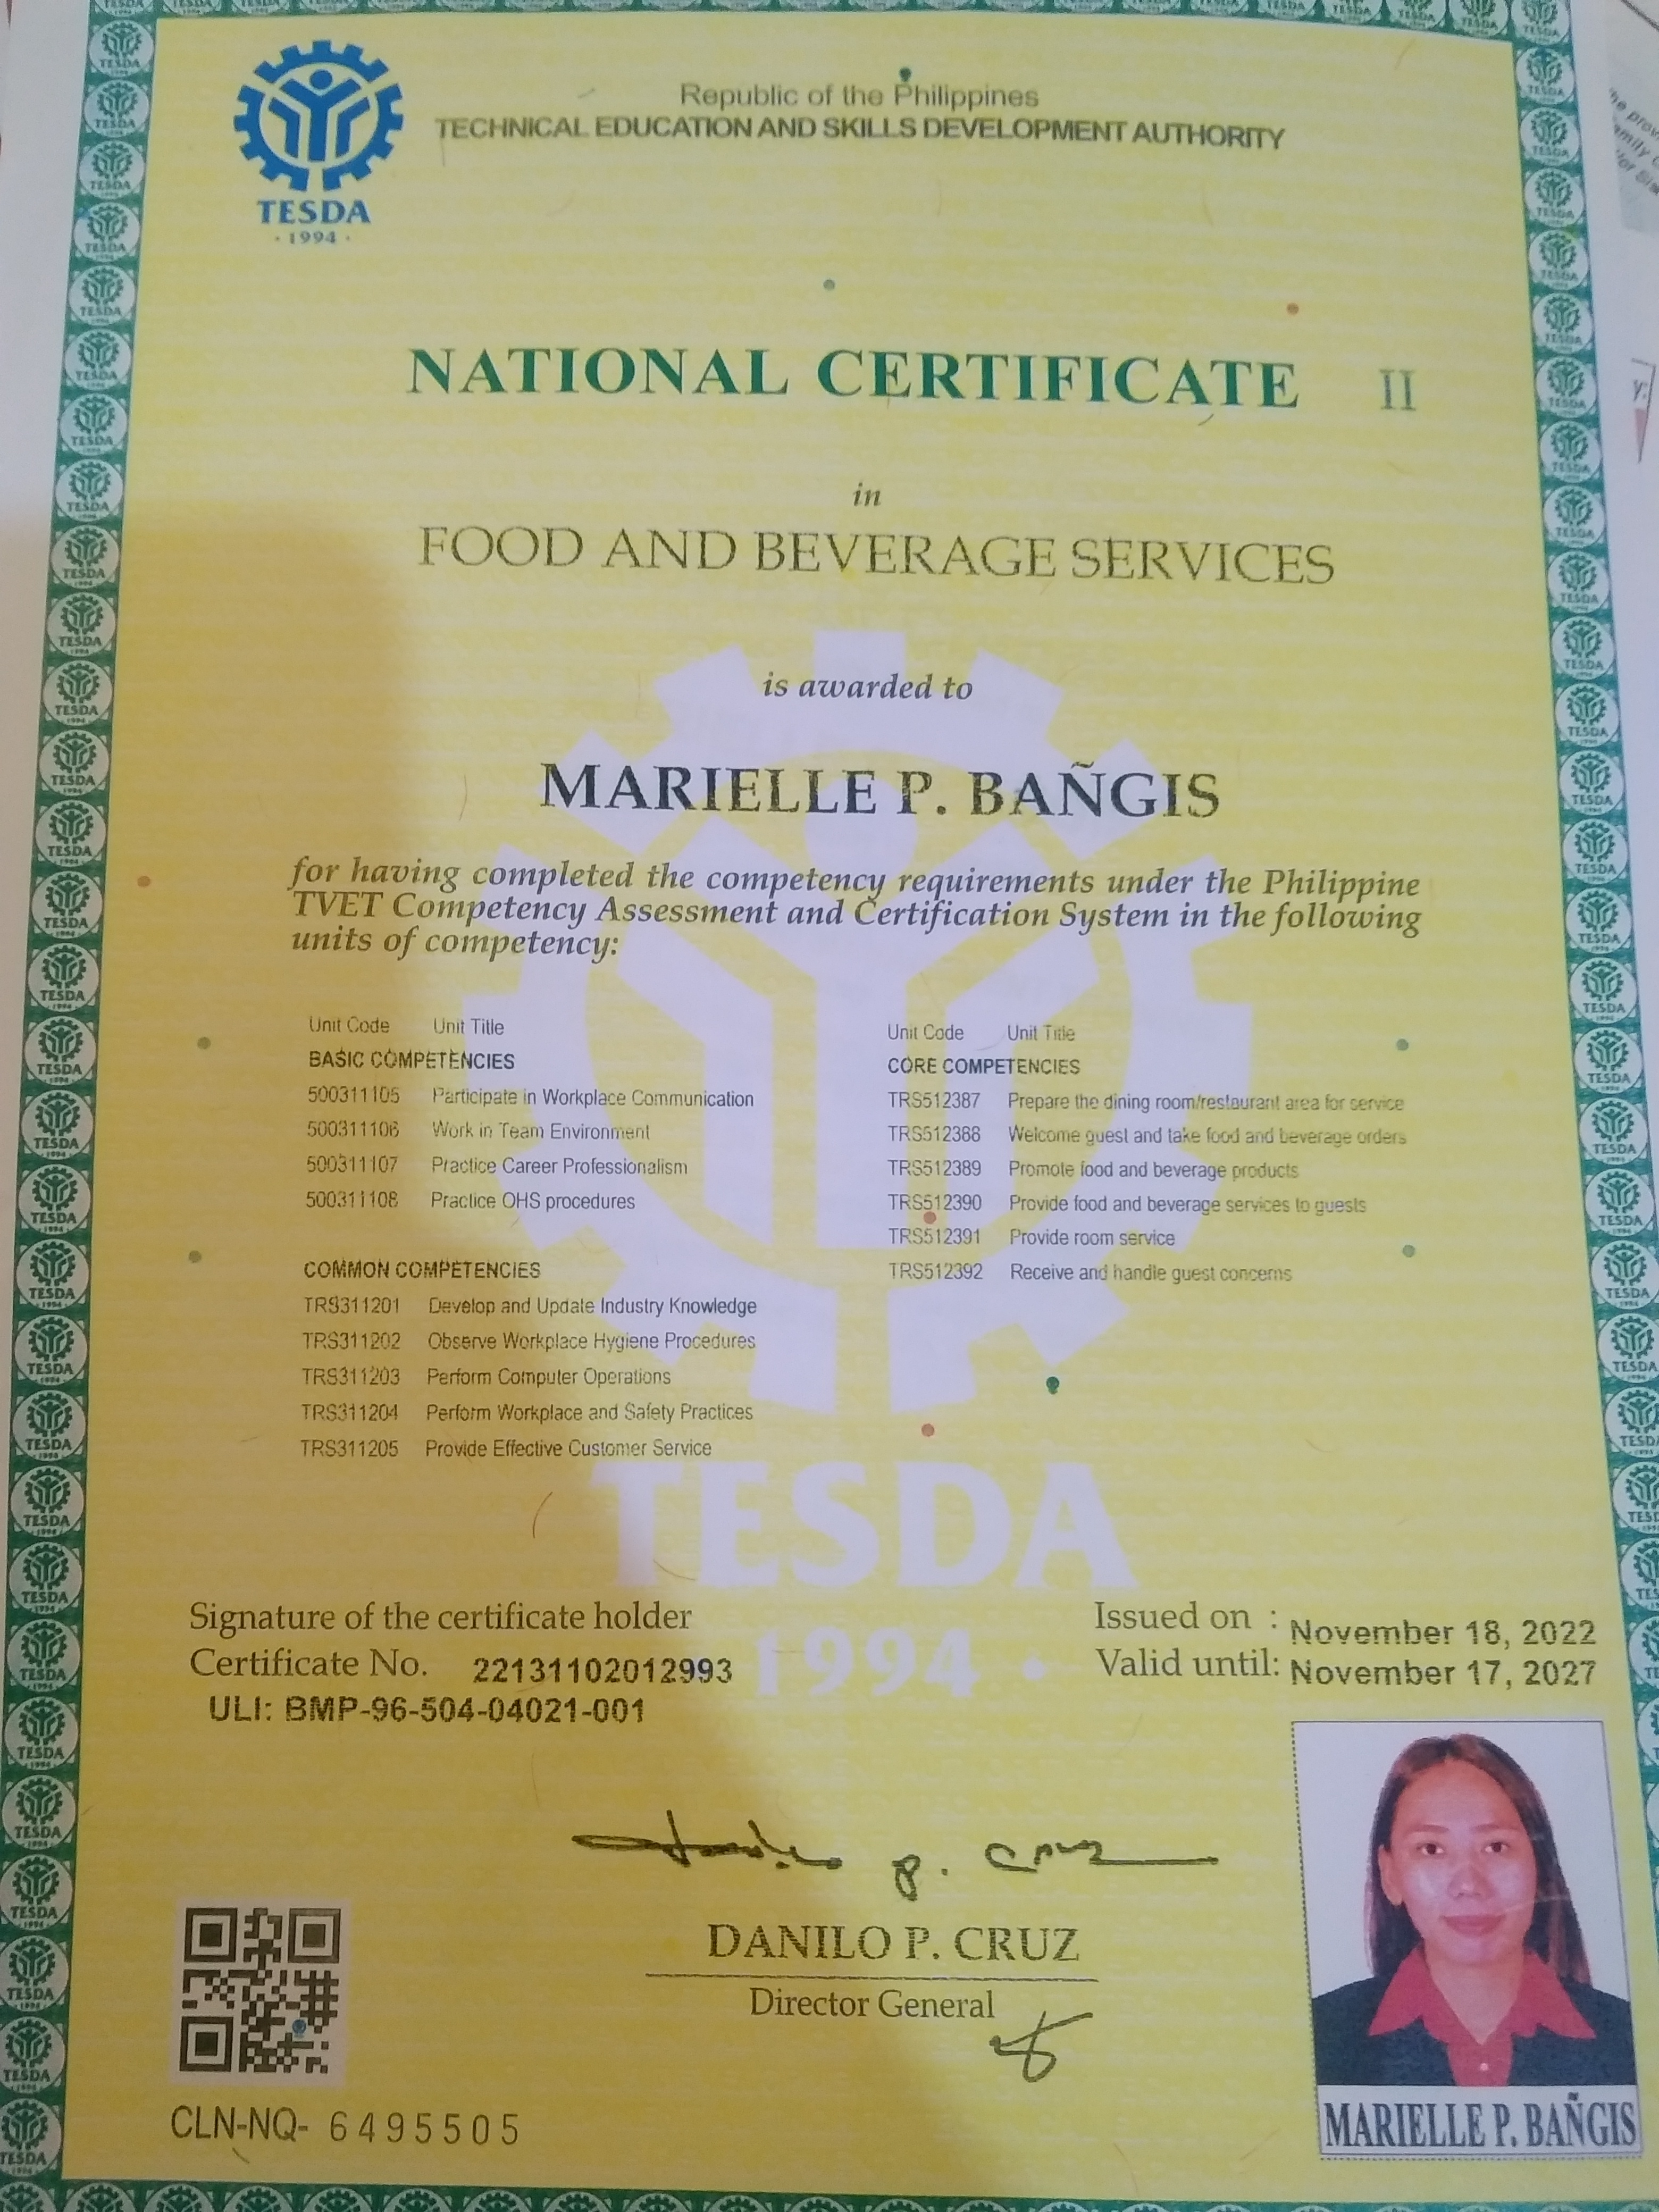 TESDA
· 1994 ·
Republic of the Philippines
TECHNICAL EDUCATION AND SKILLS DEVELOPMENT AUTHORITY
NATIONAL CERTIFICATE II
in
FOOD AND BEVERAGE SERVICES
is awarded to
MARIELLE P. BAÑGIS
for having completed the competency requirements under the Philippine
TVET Competency Assessment and Certification System in the following
units of competency:
Unit Code Unit Title
BASIC COMPETENCIES
500311105 Participate in Workplace Communication
500311106 Work in Team Environment
500311107 Practice Career Professionalism
500311108 Practice OHS procedures
COMMON COMPETENCIES
TRS311201 Develop and Update Industry Knowledge
TRS311202 Observe Workplace Hygiene Procedures
TRS311203 Perform Computer Operations
TRS311204 Perform Workplace and Safety Practices
TRS311205 Provide Effective Customer Service
Unit Code Unit Title
CORE COMPETENCIES
TRS512387 Prepare the dining room/restaurant area for service
TRS512388 Welcome guest and take food and beverage orders
TRS512389 Promote food and beverage products
TRS512390 Provide food and beverage services to guests
TRS512391 Provide room service
TRS512392 Receive and handle guest concerns
TESDA
1994 ·
Signature of the certificate holder
Certificate No. 22131102012993
ULI: BMP-96-504-04021-001
Issued on : November 18, 2022
Valid until: November 17, 2027
DANILO P. CRUZ
Director General
CLN-NQ- 6495505
MARIELLE P. BAÑGIS